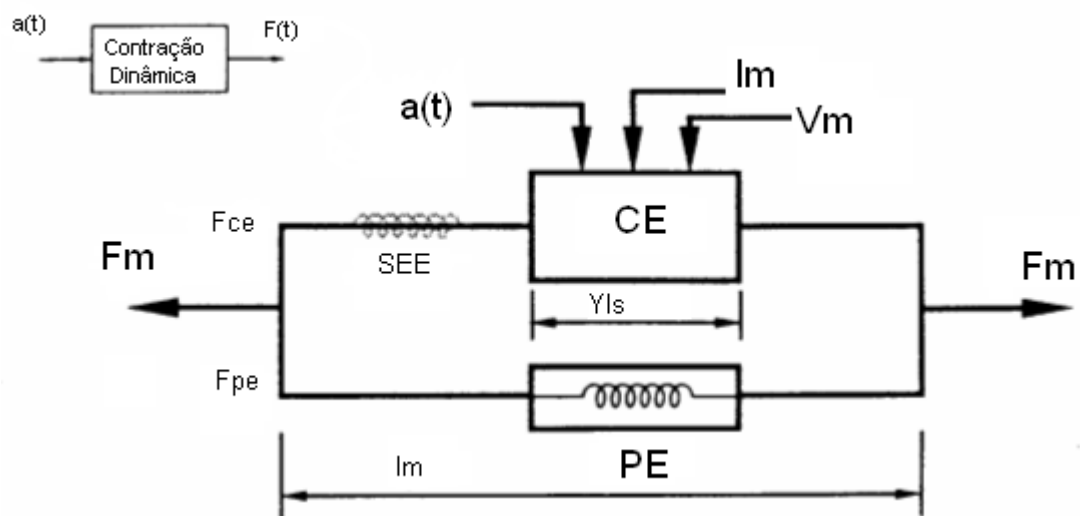 a(t)
F(t)
Contração
Dinâmica
lm
a(t)
Vm
Fce
CE
SEE
Fm
Fm
Yls
Fpe
lm
PE